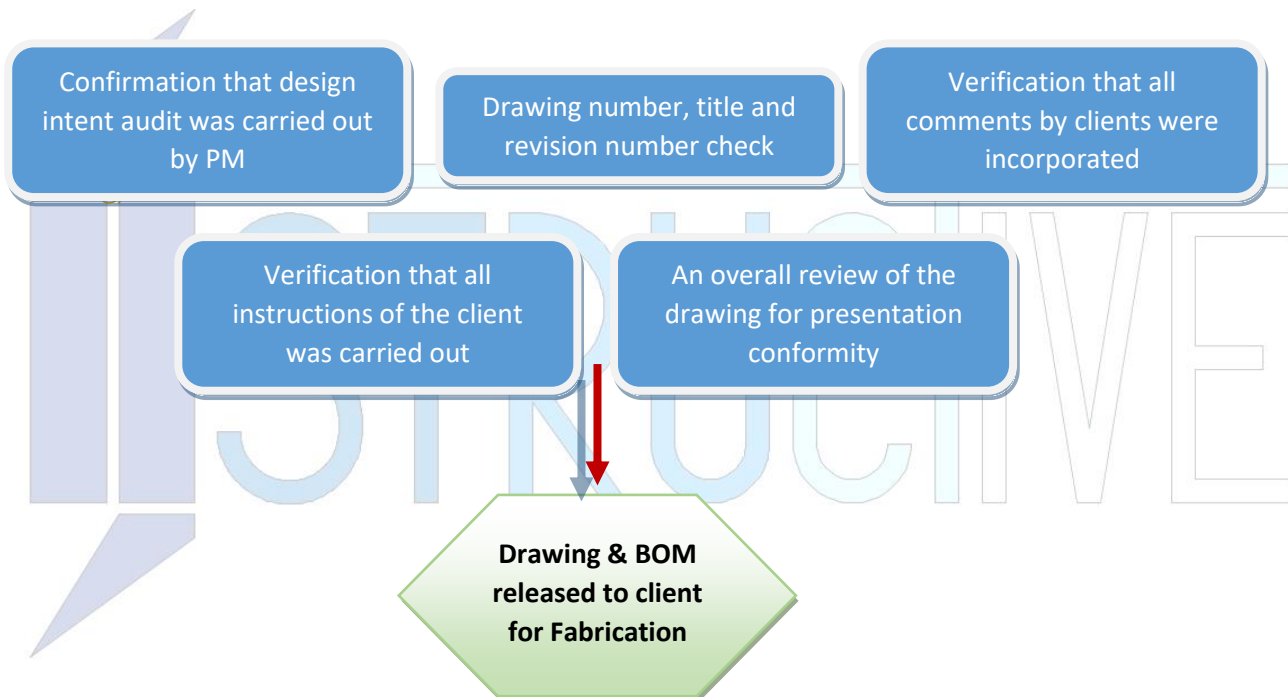 Confirmation that design
intent audit was carried out
by PM
Drawing number, title and
revision number check
Verification that all
comments by clients were
incorporated
Verification that all
instructions of the client
was carried out
An overall review of the
drawing for presentation
conformity
STRUCTIVE
Drawing & BOM
released to client
for Fabrication